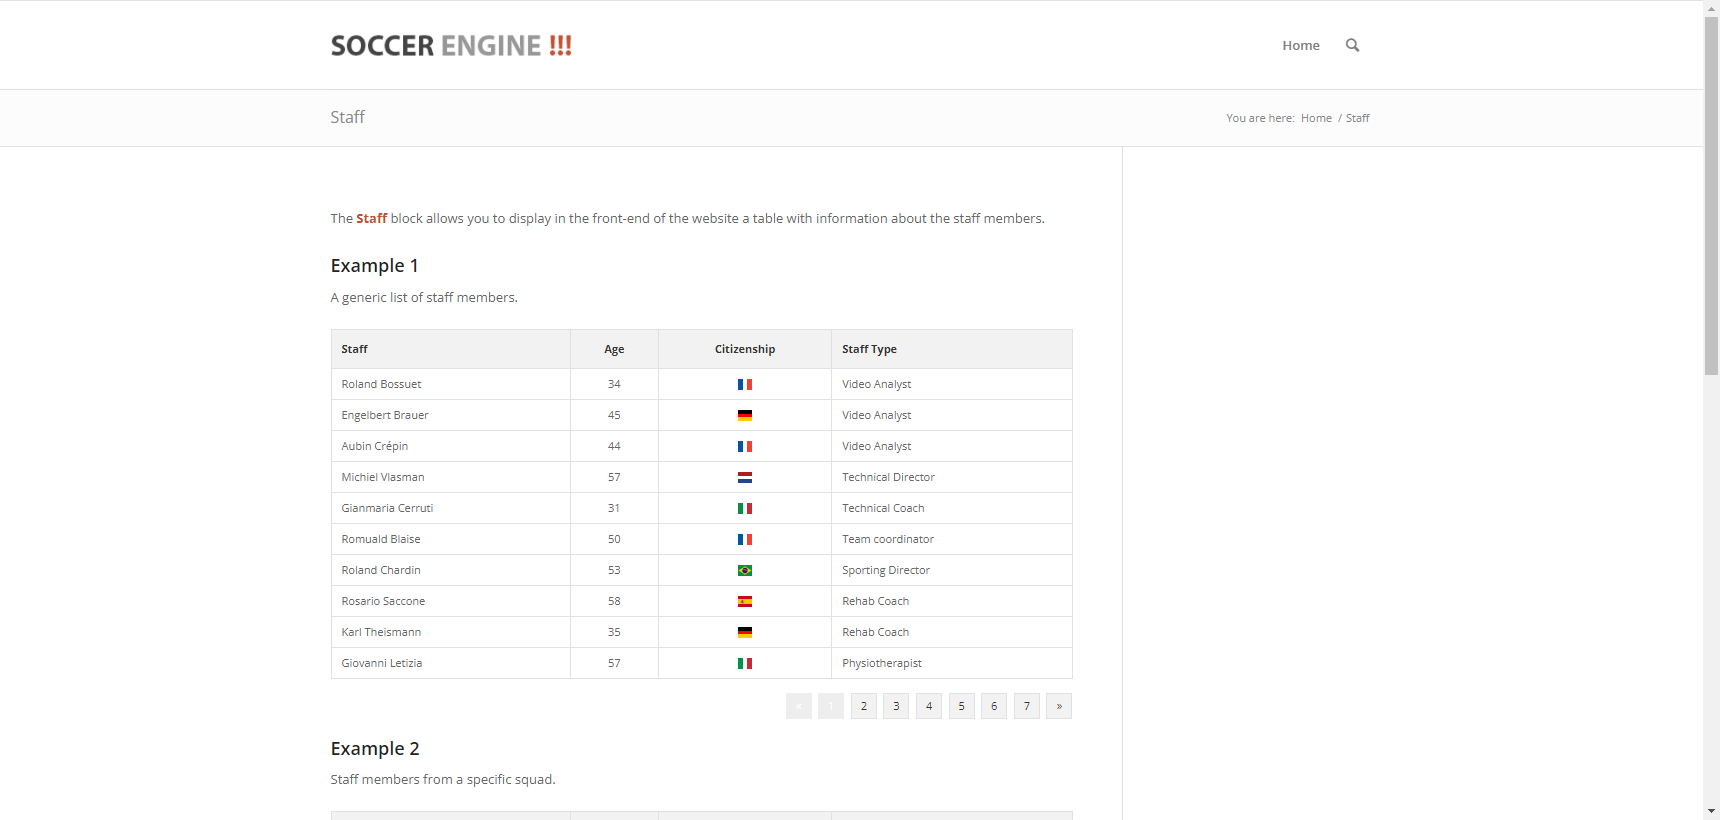 SOCCER ENGINE !!!
Home
Staff
You are here: Home / Staff
The Staff block allows you to display in the front-end of the website a table with information about the staff members.
Example 1
A generic list of staff members.
Staff Age Citizenship Staff Type
Roland Bossuet 34 Video Analyst
Engelbert Brauer 45 Video Analyst
Aubin Crépin 44 Video Analyst
Michiel Vlasman 57 Technical Director
Gianmaria Cerruti 31 Technical Coach
Romuald Blaise 50 Team coordinator
Roland Chardin 53 Sporting Director
Rosario Saccone 58 Rehab Coach
Karl Theismann 35 Rehab Coach
Giovanni Letizia 57 Physiotherapist
« 1 2 3 4 5 6 7 »
Example 2
Staff members from a specific squad.